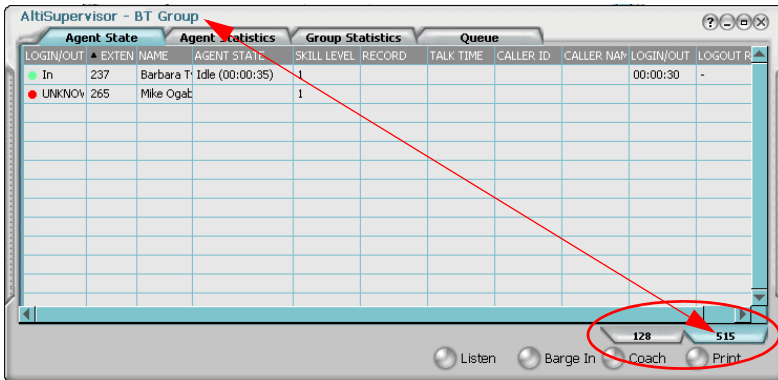 AltiSupervisor - BT Group
Agent State Agent Statistics Group Statistics Queue
LOGIN/OUT EXTEN NAME AGENT STATE SKILL LEVEL RECORD TALK TIME CALLER ID CALLER NAM LOGIN/OUT LOGOUT R
In 237 Barbara T Idle (00:00:35) 1 00:00:30 -
UNKNOV 265 Mike Ogab 1
128 515
Listen Barge In Coach Print